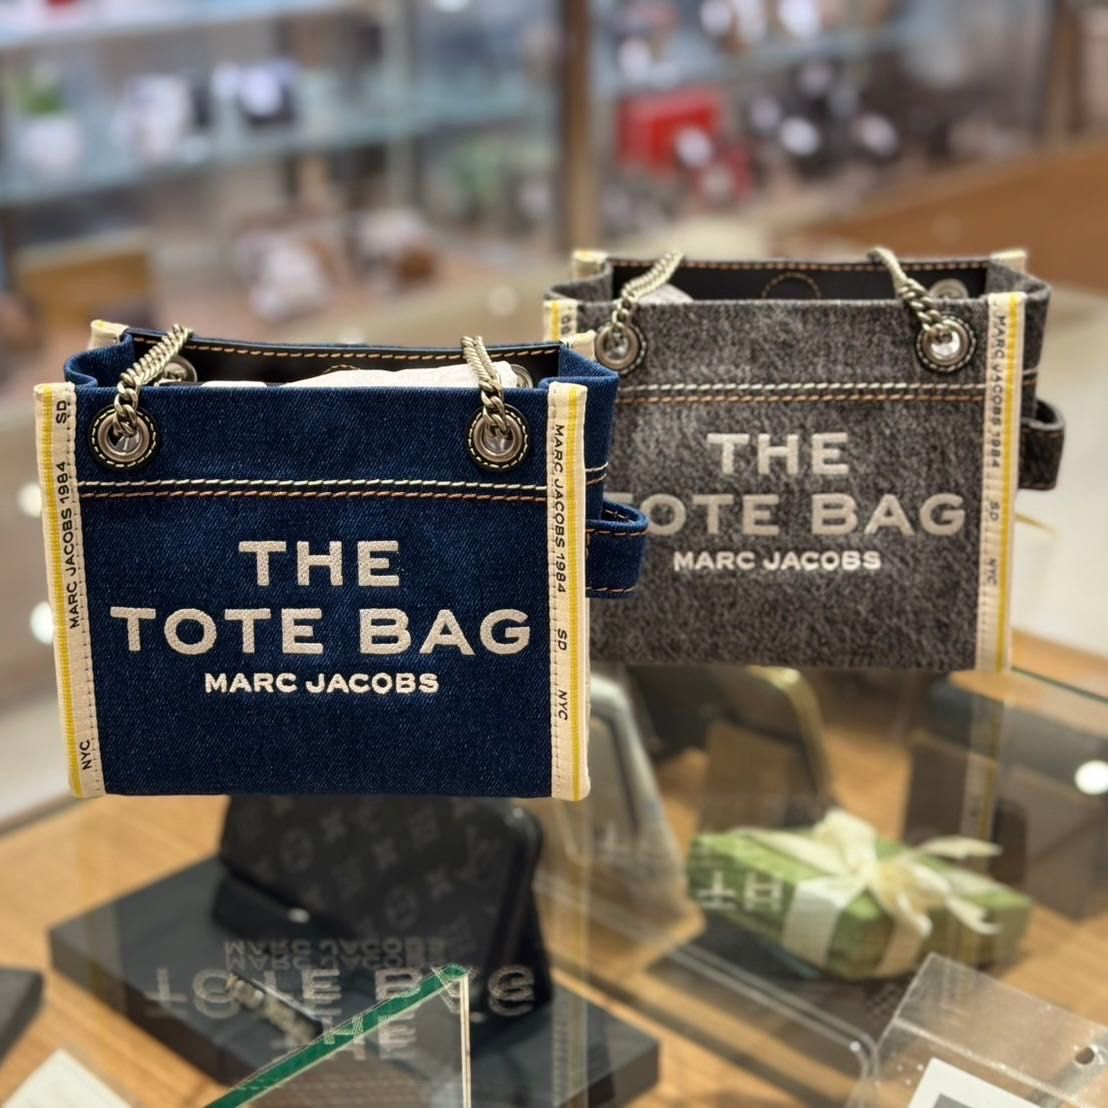 THE
TOTE BAG
MARC JACOBS
MARC JACOBS 1984 SD
NYC
MARC JACOBS 1984 SD NYC
THE
TOTE BAG
MARC JACOBS
MARC JACOBS 1984 SD NYC